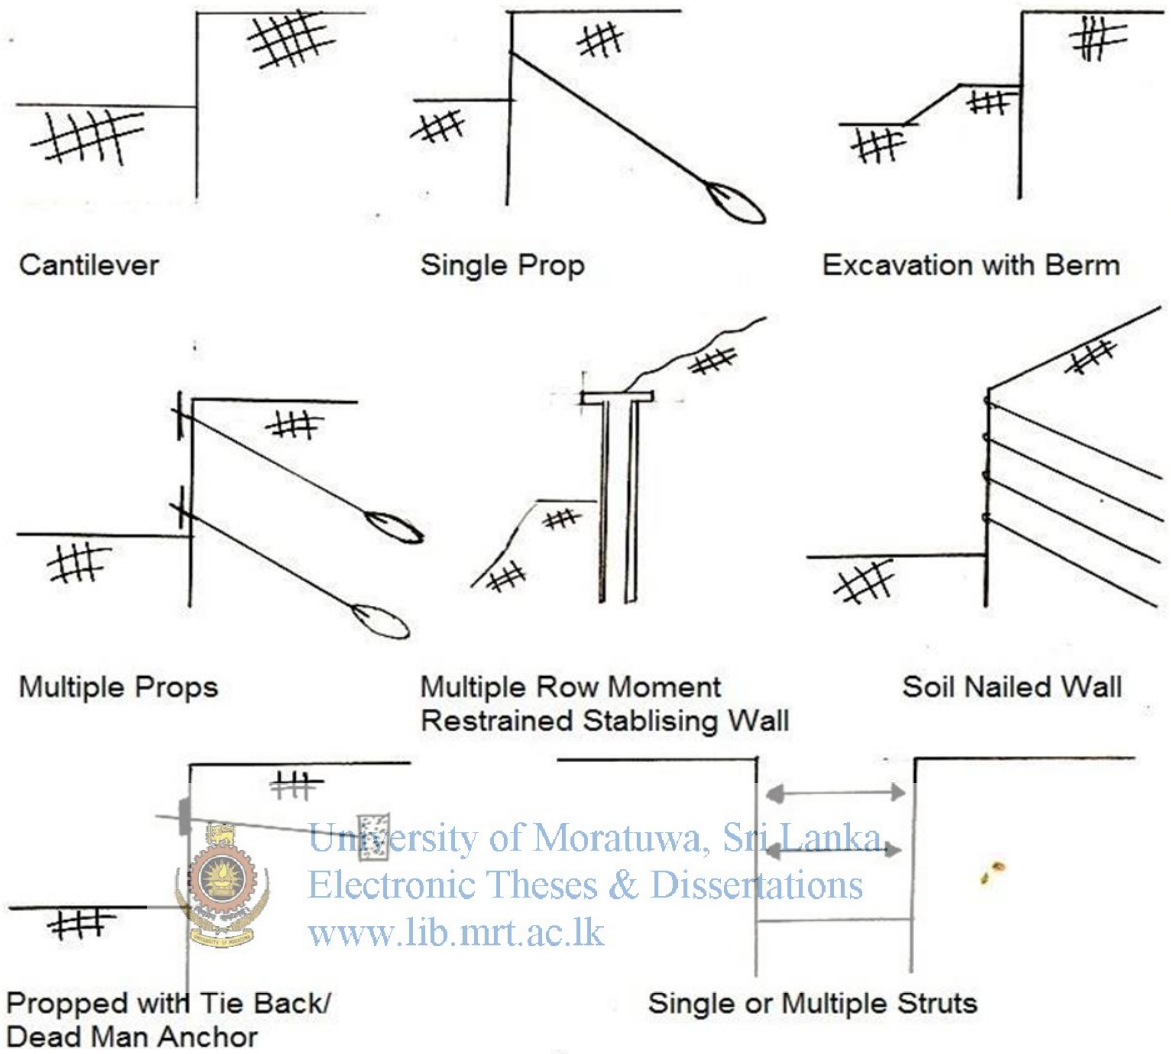 Cantilever
Single Prop
Excavation with Berm
Multiple Props
Multiple Row Moment
Restrained Stablising Wall
Soil Nailed Wall
University of Moratuwa, Sri Lanka.
Electronic Theses & Dissertations
www.lib.mrt.ac.lk
Propped with Tie Back/
Dead Man Anchor
Single or Multiple Struts